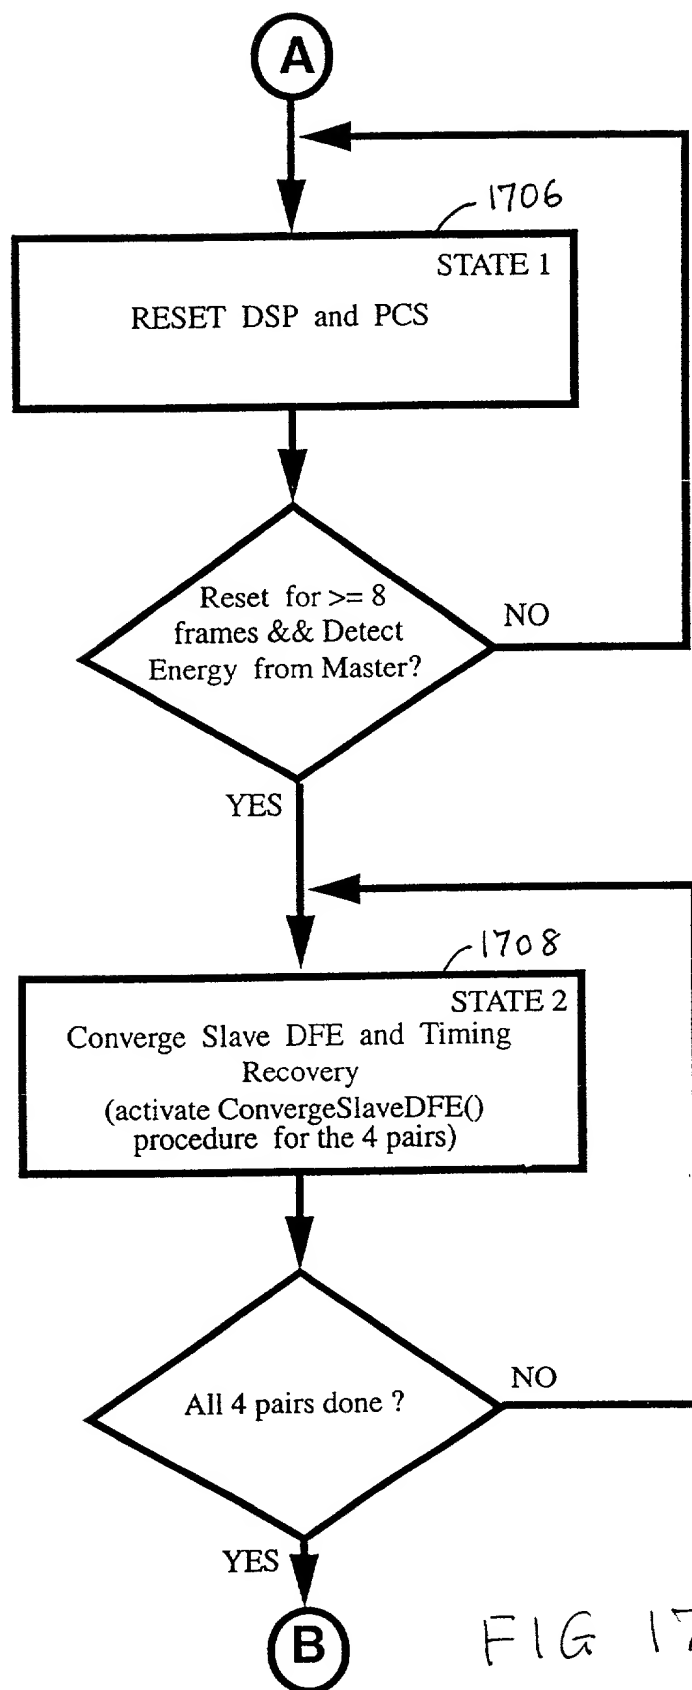 A
1706
STATE 1
RESET DSP and PCS
Reset for >= 8
frames && Detect
Energy from Master?
NO
YES
1708
STATE 2
Converge Slave DFE and Timing
Recovery
(activate ConvergeSlaveDFE()
procedure for the 4 pairs)
All 4 pairs done ?
NO
YES
B
FIG 17